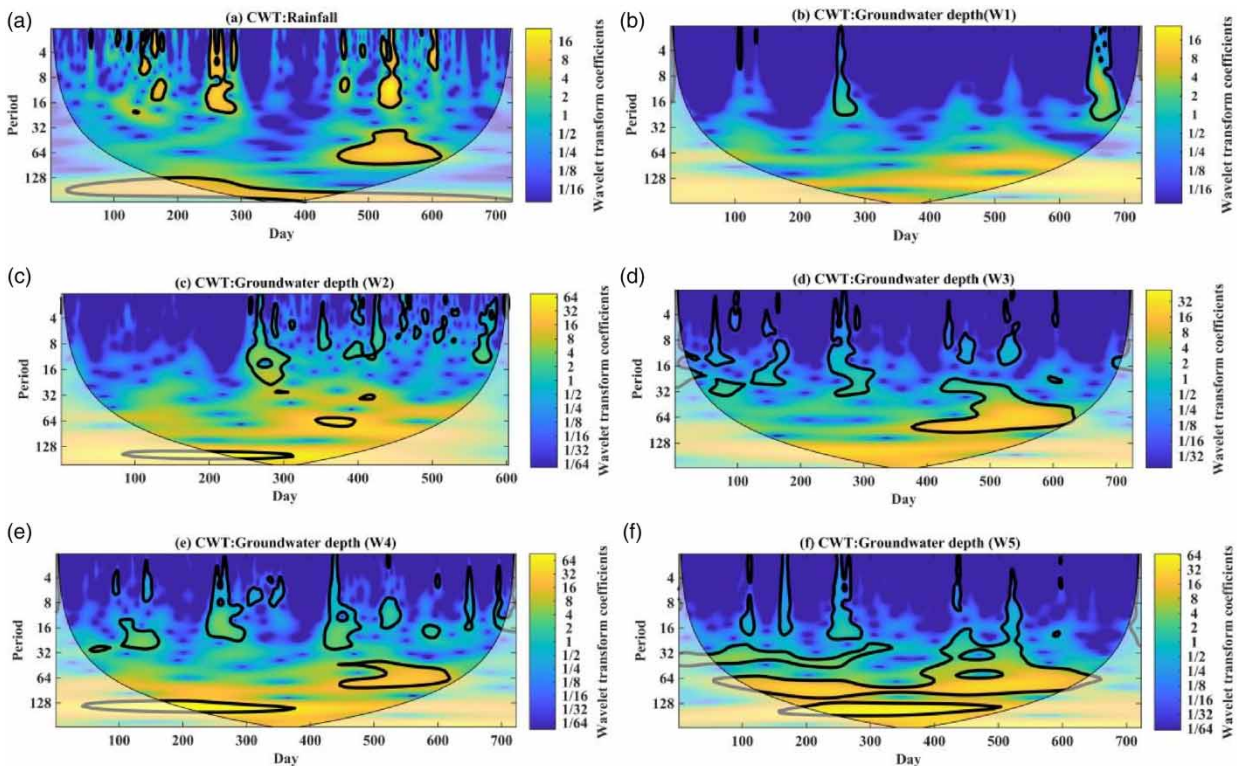 (a)
(a) CWT:Rainfall
4
8
16
32
64
128
Period
100 200 300 400 500 600 700
Day
16
8
4
2
1
1/2
1/4
1/8
1/16
Wavelet transform coefficients
(b)
(b) CWT:Groundwater depth(W1)
4
8
16
32
64
128
Period
100 200 300 400 500 600 700
Day
16
8
4
2
1
1/2
1/4
1/8
1/16
Wavelet transform coefficients
(c)
(c) CWT:Groundwater depth (W2)
4
8
16
32
64
128
Period
100 200 300 400 500 600
Day
64
32
16
8
4
2
1
1/2
1/4
1/8
1/16
1/32
1/64
Wavelet transform coefficients
(d)
(d) CWT:Groundwater depth (W3)
4
8
16
32
64
128
Period
100 200 300 400 500 600 700
Day
32
16
8
4
2
1
1/2
1/4
1/8
1/16
1/32
Wavelet transform coefficients
(e)
(e) CWT:Groundwater depth (W4)
4
8
16
32
64
128
Period
100 200 300 400 500 600 700
Day
64
32
16
8
4
2
1
1/2
1/4
1/8
1/16
1/32
1/64
Wavelet transform coefficients
(f)
(f) CWT:Groundwater depth (W5)
4
8
16
32
64
128
Period
100 200 300 400 500 600 700
Day
64
32
16
8
4
2
1
1/2
1/4
1/8
1/16
1/32
1/64
Wavelet transform coefficients